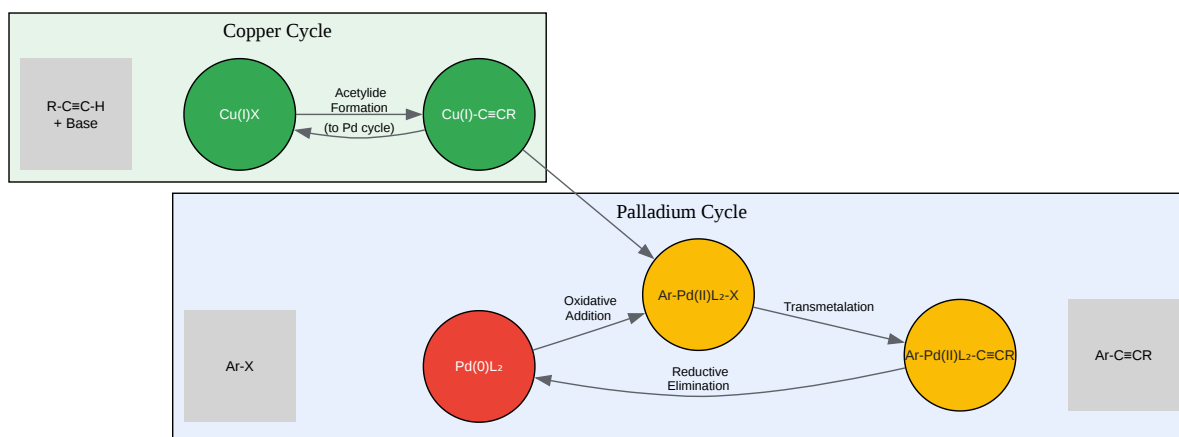 Copper Cycle
R-C≡C-H
+ Base
Cu(I)X
Acetylide
Formation
(to Pd cycle)
Cu(I)-C≡CR
Palladium Cycle
Ar-X
Pd(0)L₂
Oxidative
Addition
Ar-Pd(II)L₂-X
Transmetalation
Reductive
Elimination
Ar-Pd(II)L₂-C≡CR
Ar-C≡CR